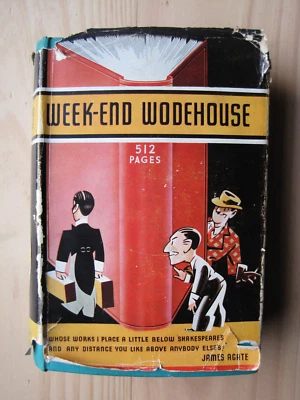 WEEK-END WODEHOUSE
512
PAGES
WHOSE WORKS I PLACE A LITTLE BELOW SHAKESPEARE'S
AND ANY DISTANCE YOU LIKE ABOVE ANYBODY ELSE'S"
JAMES AGATE